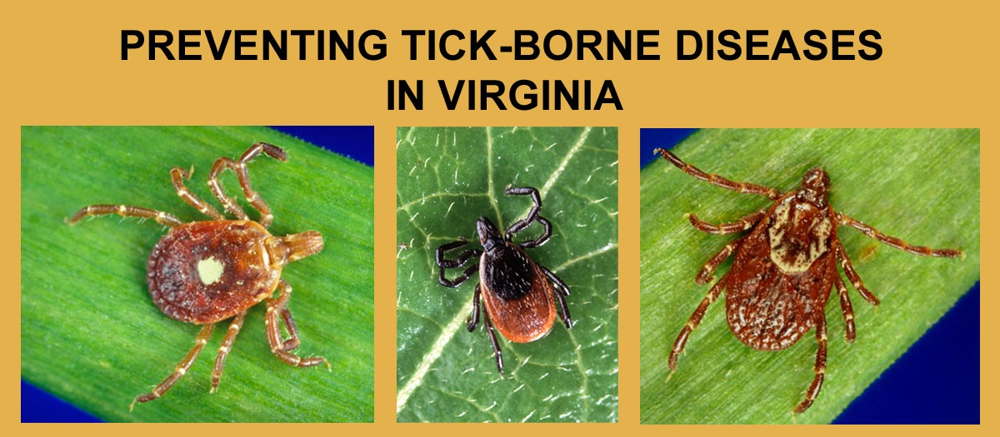 PREVENTING TICK-BORNE DISEASES
IN VIRGINIA